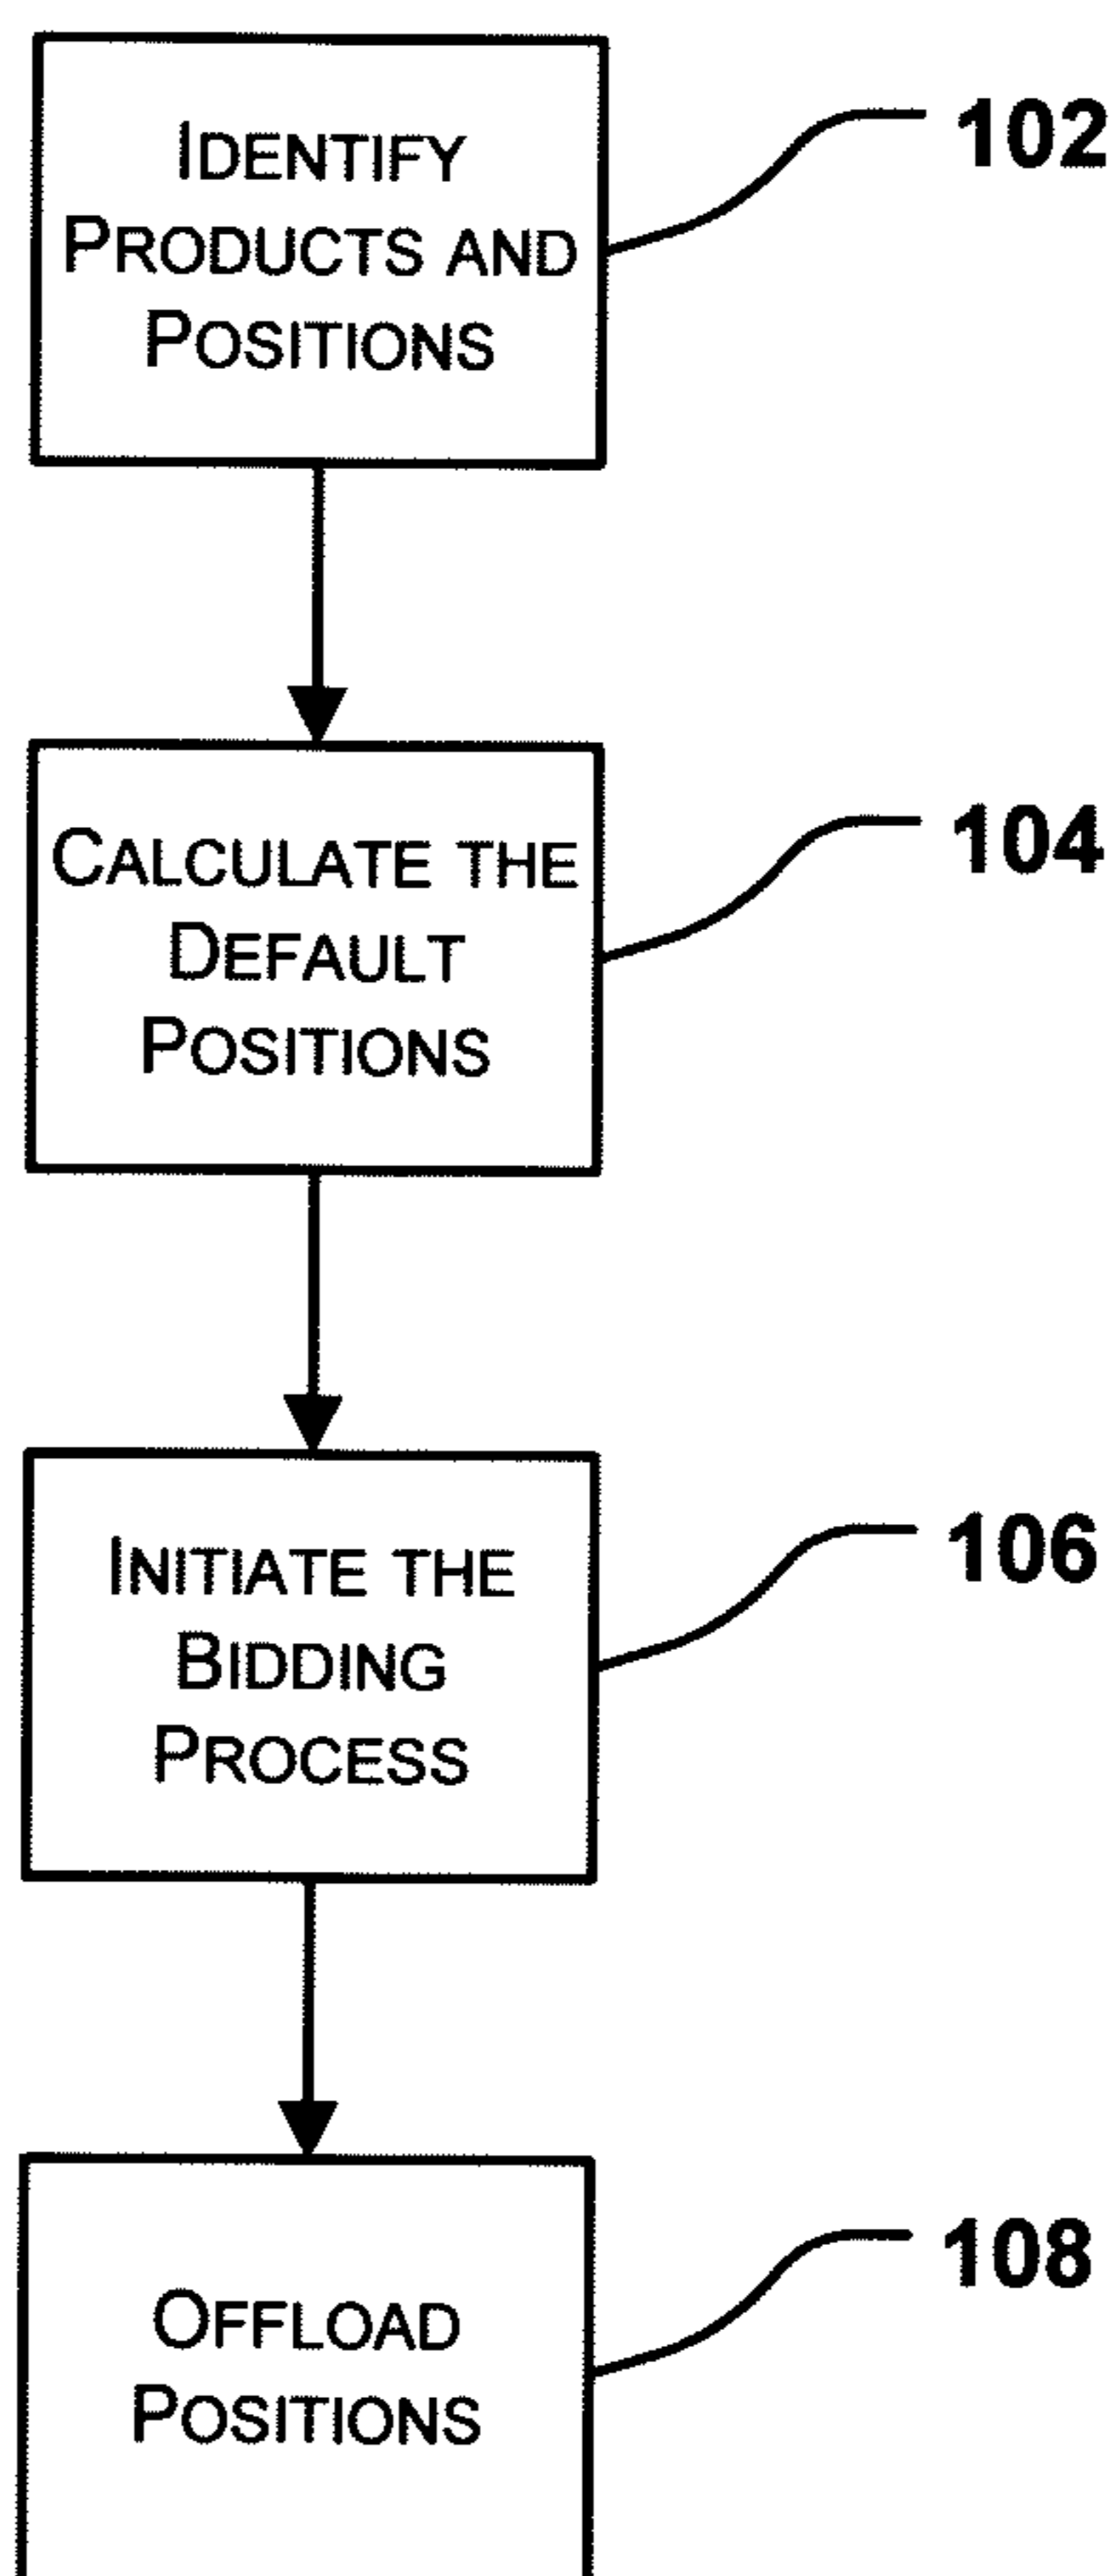 IDENTIFY
PRODUCTS AND
POSITIONS
102
CALCULATE THE
DEFAULT
POSITIONS
104
INITIATE THE
BIDDING
PROCESS
106
OFFLOAD
POSITIONS
108